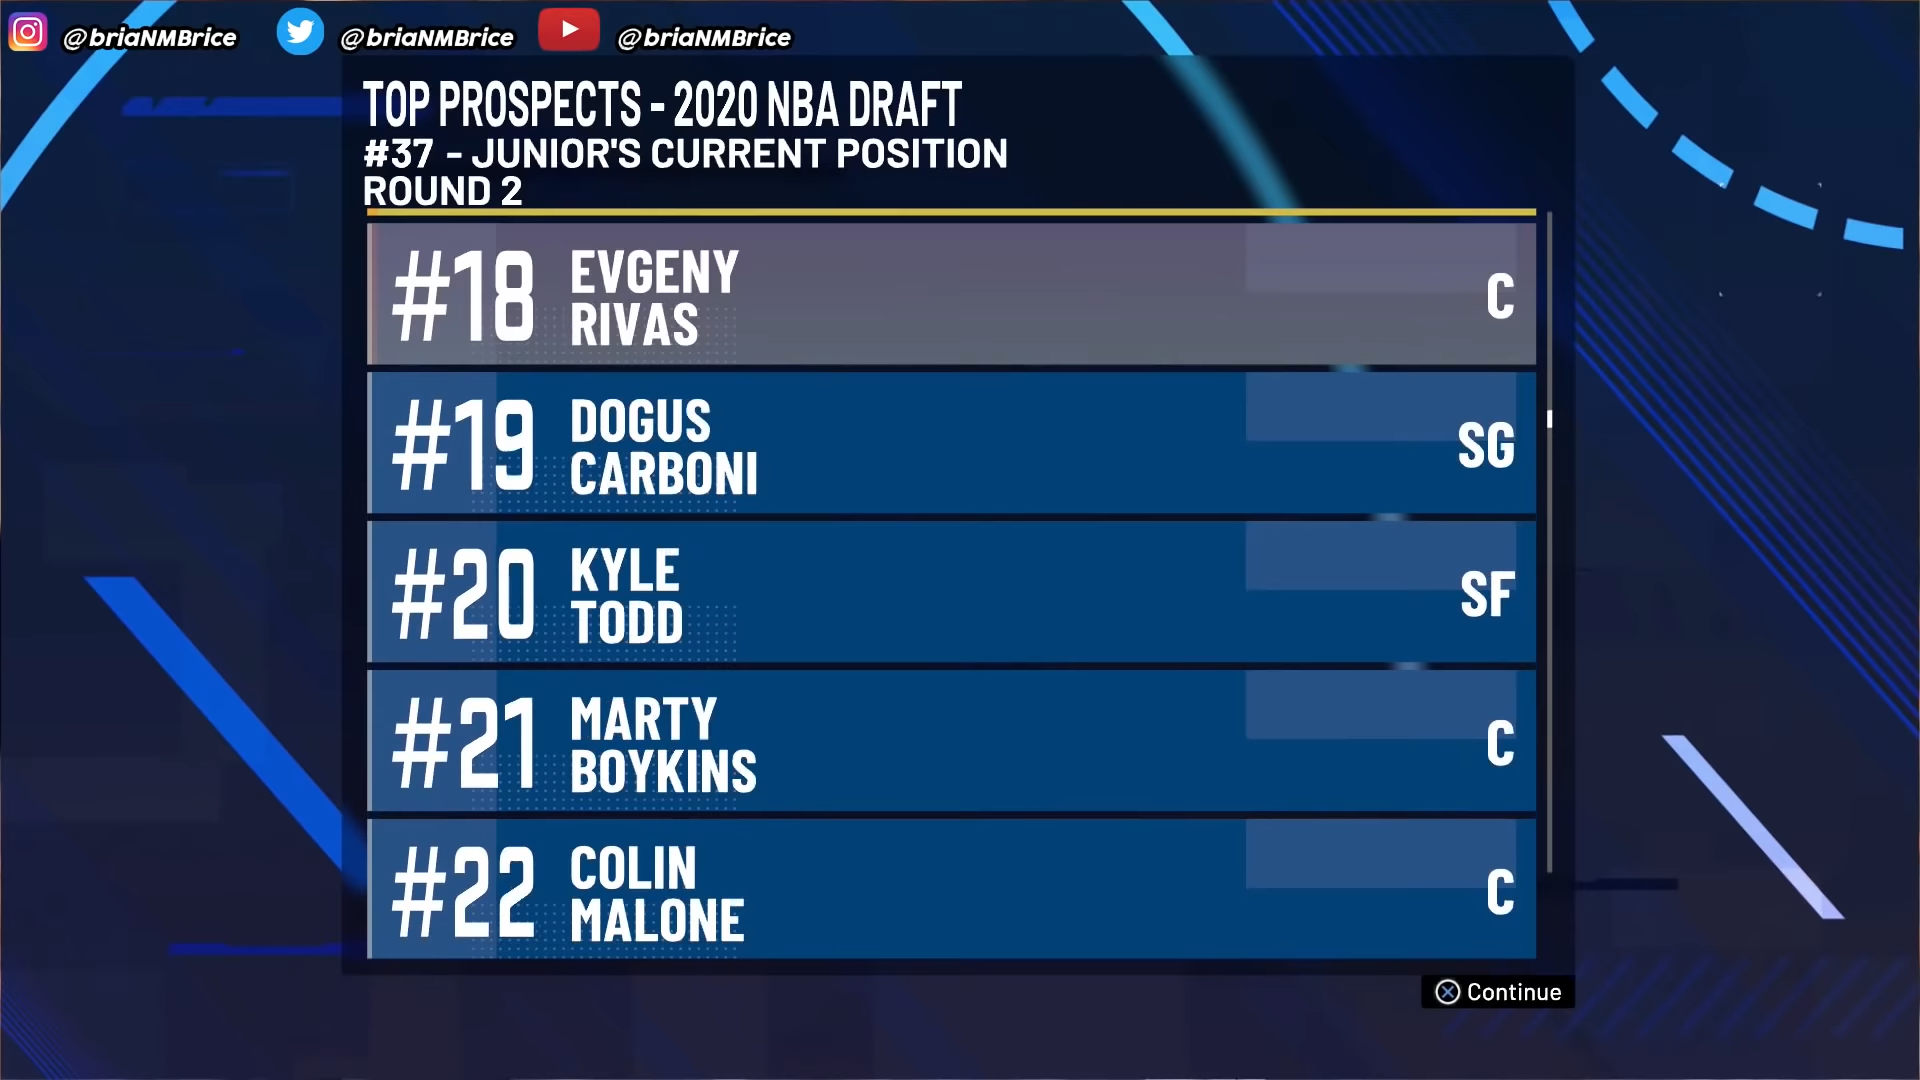 @briaNMBrice @briaNMBrice @briaNMBrice
TOP PROSPECTS - 2020 NBA DRAFT
#37 - JUNIOR'S CURRENT POSITION
ROUND 2
#18 EVGENY RIVAS C
#19 DOGUS CARBONI SG
#20 KYLE TODD SF
#21 MARTY BOYKINS C
#22 COLIN MALONE C
Continue